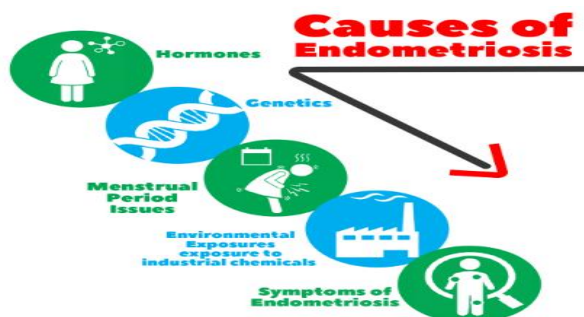 Causes of
Endometriosis
Hormones
Genetics
Menstrual
Period
Issues
Environmental
Exposures
exposure to
industrial chemicals
Symptoms of
Endometriosis